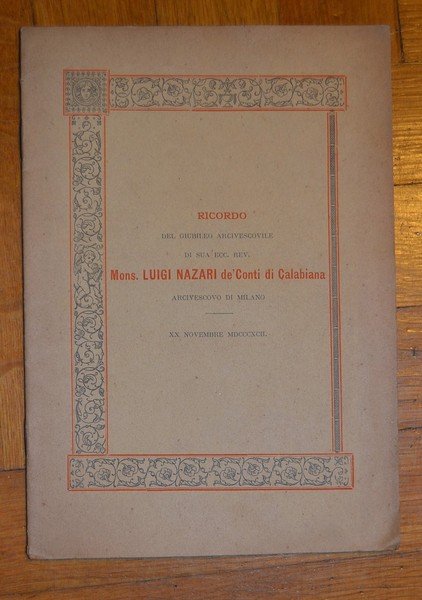 RICORDO
DEL GIUBILEO ARCIVESCOVILE
DI SUA ECC. REV.
Mons. LUIGI NAZARI de' Conti di Calabiana
ARCIVESCOVO DI MILANO
XX NOVEMBRE MDCCCXCII.